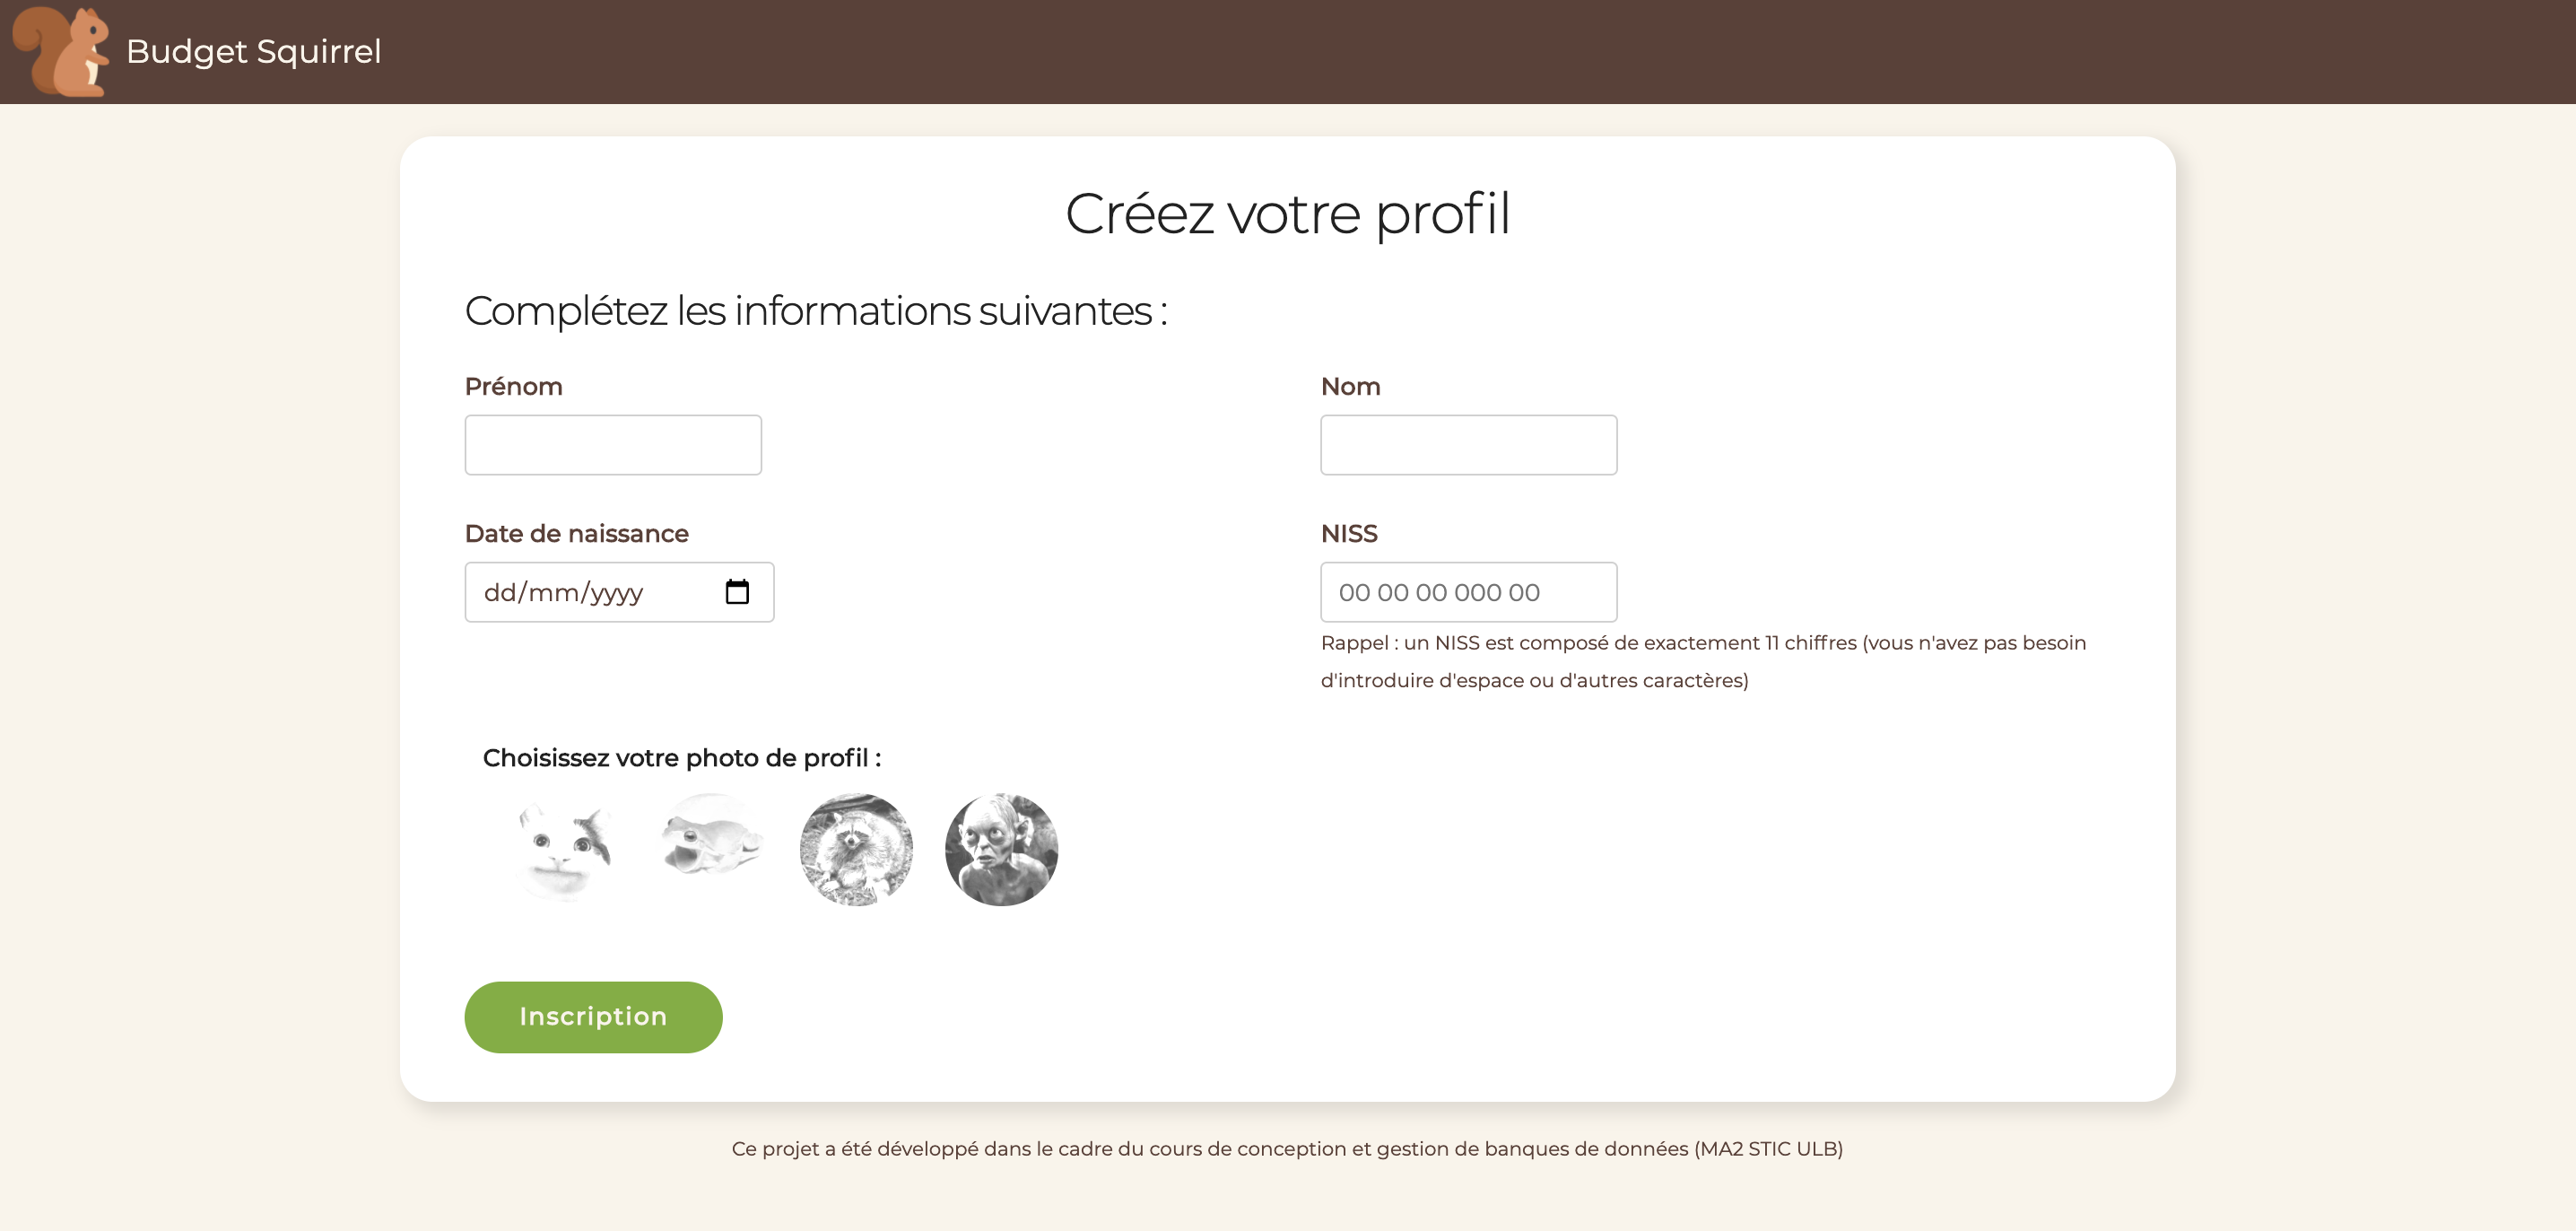 Budget Squirrel
Créez votre profil
Complétez les informations suivantes :
Prénom
Nom
Date de naissance
NISS
dd/mm/yyyy
00 00 00 000 00
Rappel : un NISS est composé de exactement 11 chiffres (vous n'avez pas besoin
d'introduire d'espace ou d'autres caractères)
Choisissez votre photo de profil :
Inscription
Ce projet a été développé dans le cadre du cours de conception et gestion de banques de données (MA2 STIC ULB)